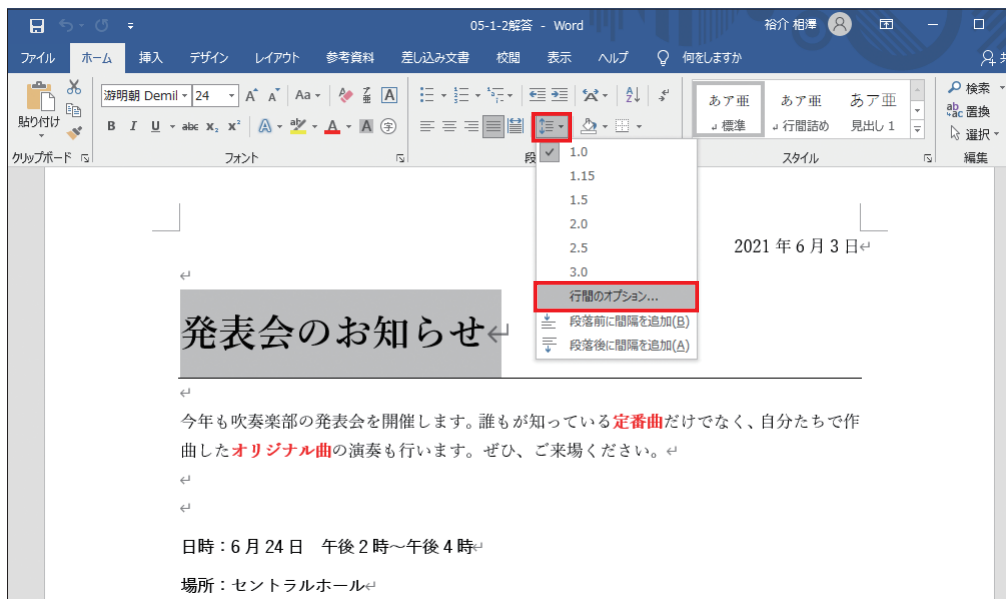 05-1-2解答 - Word
裕介 相澤
ファイル ホーム 挿入 デザイン レイアウト 参考資料 差し込み文書 校閲 表示 ヘルプ 何をしますか
貼り付け
游明朝 Demil 24 A A Aa
B I U abc x₂ x² A aby A A 字
あア亜 あア亜 あア亜
標準 行間詰め 見出し 1
検索
置換
選択
クリップボード フォント 段 スタイル 編集
1.0
1.15
1.5
2.0
2.5
3.0
行間のオプション...
段落前に間隔を追加(B)
段落後に間隔を追加(A)
2021 年 6 月 3 日
発表会のお知らせ
今年も吹奏楽部の発表会を開催します。誰もが知っている定番曲だけでなく、自分たちで作
曲したオリジナル曲の演奏も行います。ぜひ、ご来場ください。
日時：6 月 24 日　午後 2 時～午後 4 時
場所：セントラルホール